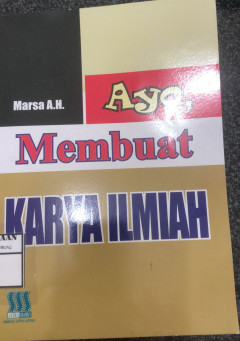 Marsa A.H.
Ayo,
Membuat
KARYA ILMIAH